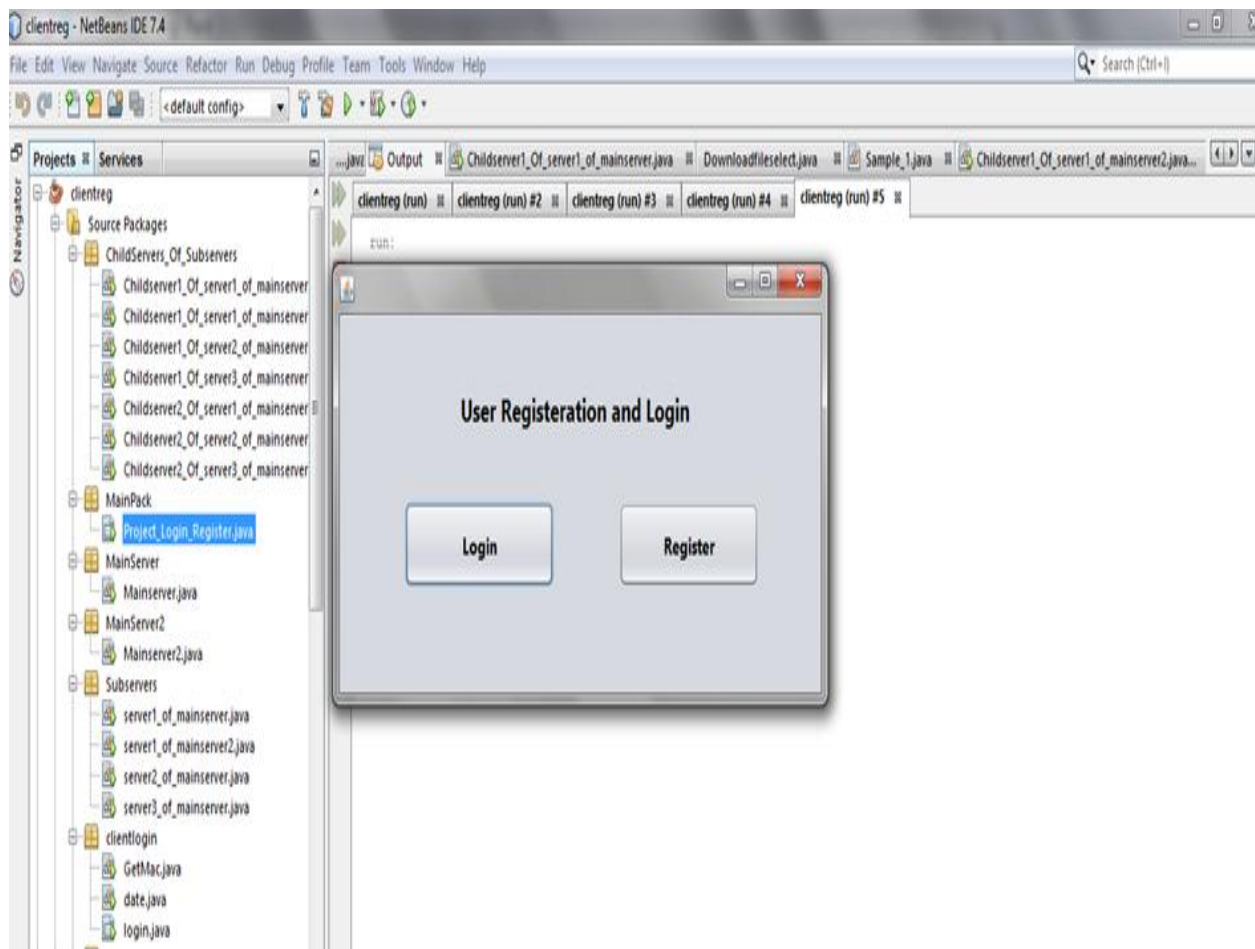 clientreg - NetBeans IDE 7.4
File Edit View Navigate Source Refactor Run Debug Profile Team Tools Window Help
Search (Ctrl+I)
<default config>
Projects Services
....java Output Childserver1_Of_server1_of_mainserver.java Downloadfileselect.java Sample_1.java Childserver1_Of_server1_of_mainserver2.java...
Navigator
clientreg (run) clientreg (run) #2 clientreg (run) #3 clientreg (run) #4 clientreg (run) #5
run:
clientreg
Source Packages
ChildServers_Of_Subservers
Childserver1_Of_server1_of_mainserver
Childserver1_Of_server1_of_mainserver
Childserver1_Of_server2_of_mainserver
Childserver1_Of_server3_of_mainserver
Childserver2_Of_server1_of_mainserver
Childserver2_Of_server2_of_mainserver
Childserver2_Of_server3_of_mainserver
MainPack
Project_Login_Register.java
MainServer
Mainserver.java
MainServer2
Mainserver2.java
Subservers
server1_of_mainserver.java
server1_of_mainserver2.java
server2_of_mainserver.java
server3_of_mainserver.java
clientlogin
GetMac.java
date.java
login.java
User Registeration and Login
Login Register